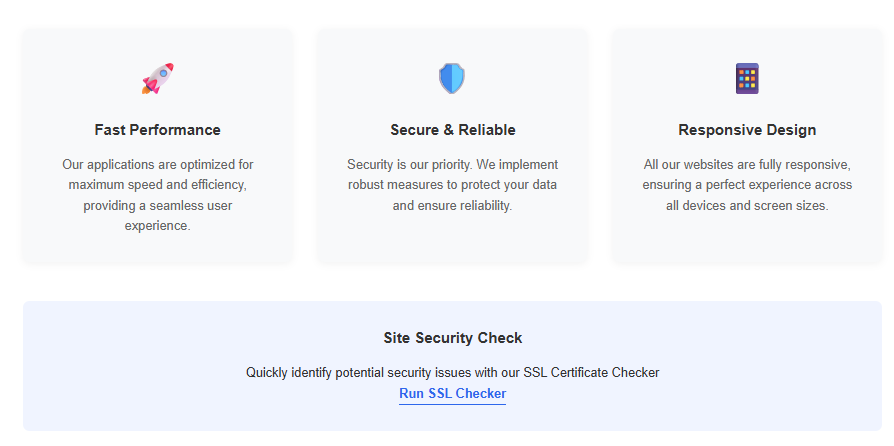 Fast Performance
Our applications are optimized for
maximum speed and efficiency,
providing a seamless user
experience.
Secure & Reliable
Security is our priority. We implement
robust measures to protect your data
and ensure reliability.
Responsive Design
All our websites are fully responsive,
ensuring a perfect experience across
all devices and screen sizes.
Site Security Check
Quickly identify potential security issues with our SSL Certificate Checker
Run SSL Checker